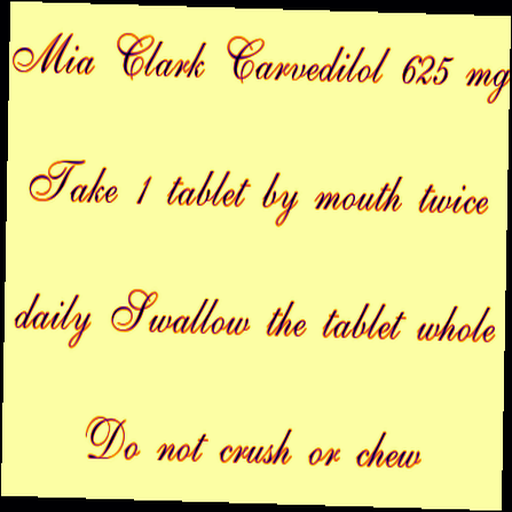 Mia Clark Carvedilol 625 mg
Take 1 tablet by mouth twice
daily Swallow the tablet whole
Do not crush or chew